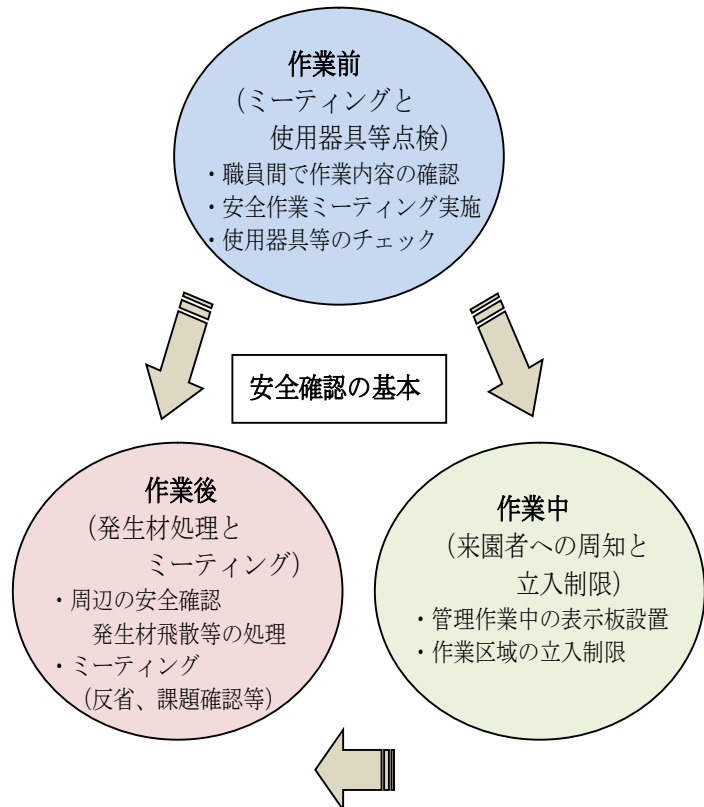 作業前
（ミーティングと
使用器具等点検）
・職員間で作業内容の確認
・安全作業ミーティング実施
・使用器具等のチェック
安全確認の基本
作業後
（発生材処理と
ミーティング）
・周辺の安全確認
発生材飛散等の処理
・ミーティング
（反省、課題確認等）
作業中
（来園者への周知と
立入制限）
・管理作業中の表示板設置
・作業区域の立入制限